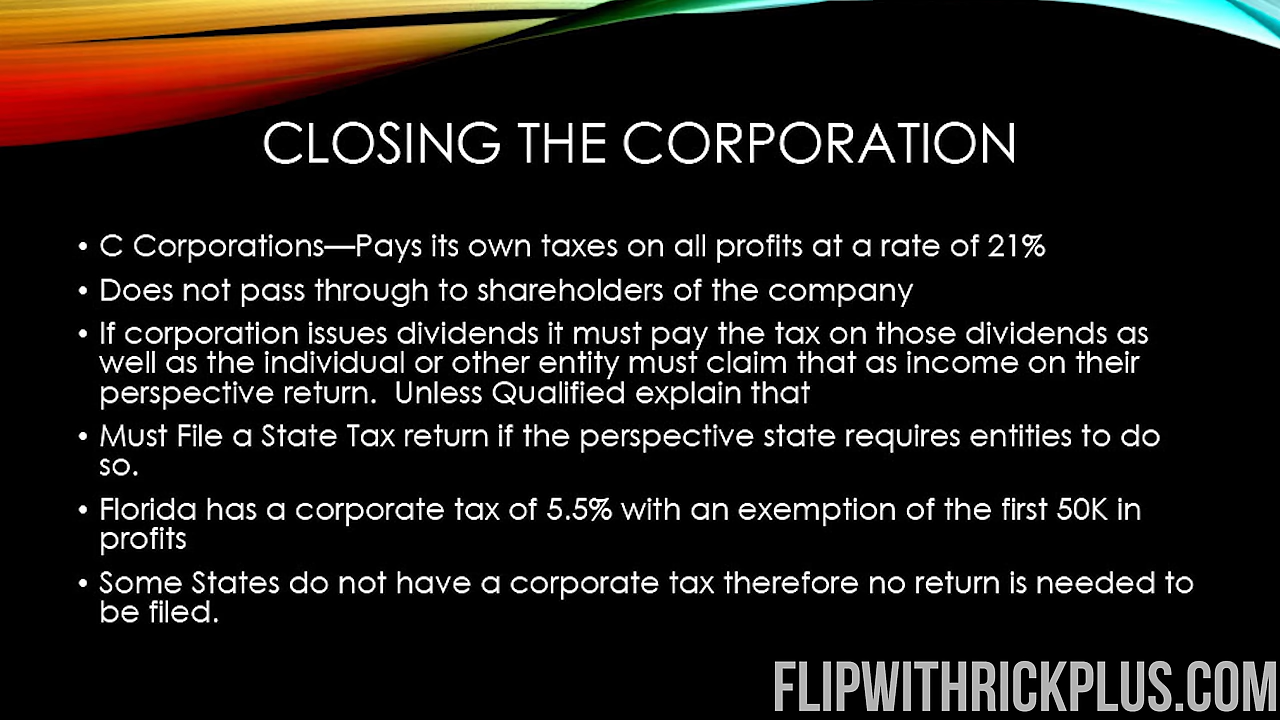 CLOSING THE CORPORATION
• C Corporations—Pays its own taxes on all profits at a rate of 21%
• Does not pass through to shareholders of the company
• If corporation issues dividends it must pay the tax on those dividends as
well as the individual or other entity must claim that as income on their
perspective return.  Unless Qualified explain that
• Must File a State Tax return if the perspective state requires entities to do
so.
• Florida has a corporate tax of 5.5% with an exemption of the first 50K in
profits
• Some States do not have a corporate tax therefore no return is needed to
be filed.
FLIPWITHRICKPLUS.COM